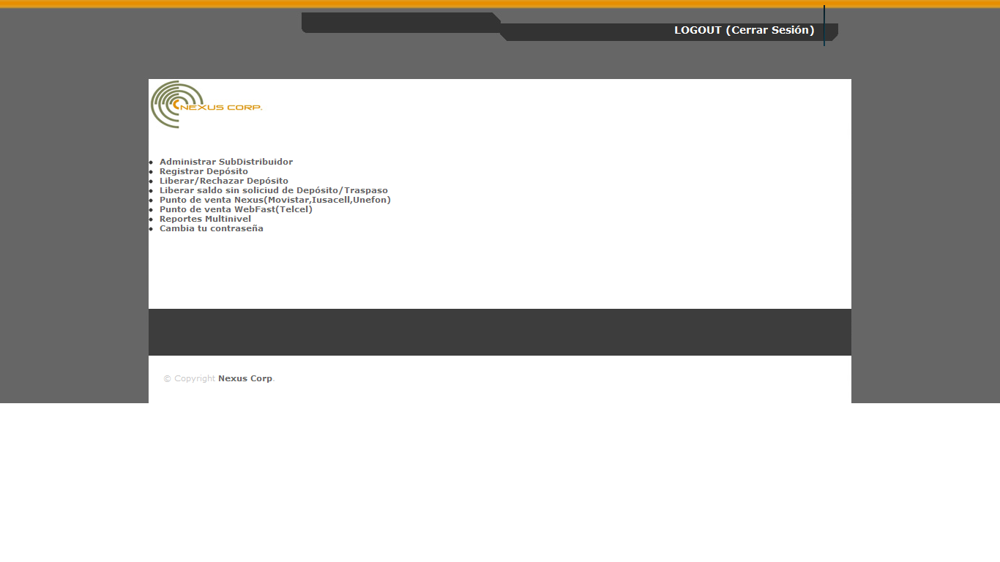 LOGOUT (Cerrar Sesión)
NEXUS CORP.
Administrar SubDistribuidor
Registrar Depósito
Liberar/Rechazar Depósito
Liberar saldo sin soliciud de Depósito/Traspaso
Punto de venta Nexus(Movistar,Iusacell,Unefon)
Punto de venta WebFast(Telcel)
Reportes Multinivel
Cambia tu contraseña
© Copyright Nexus Corp.